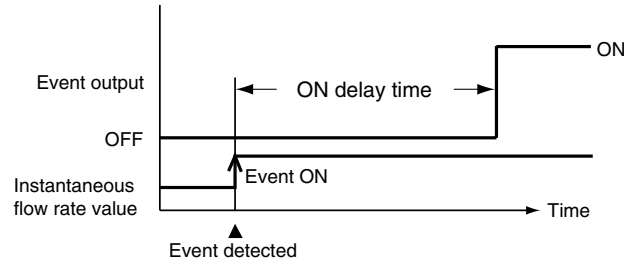 ON
Event output
ON delay time
OFF
Event ON
Instantaneous
flow rate value
Time
Event detected